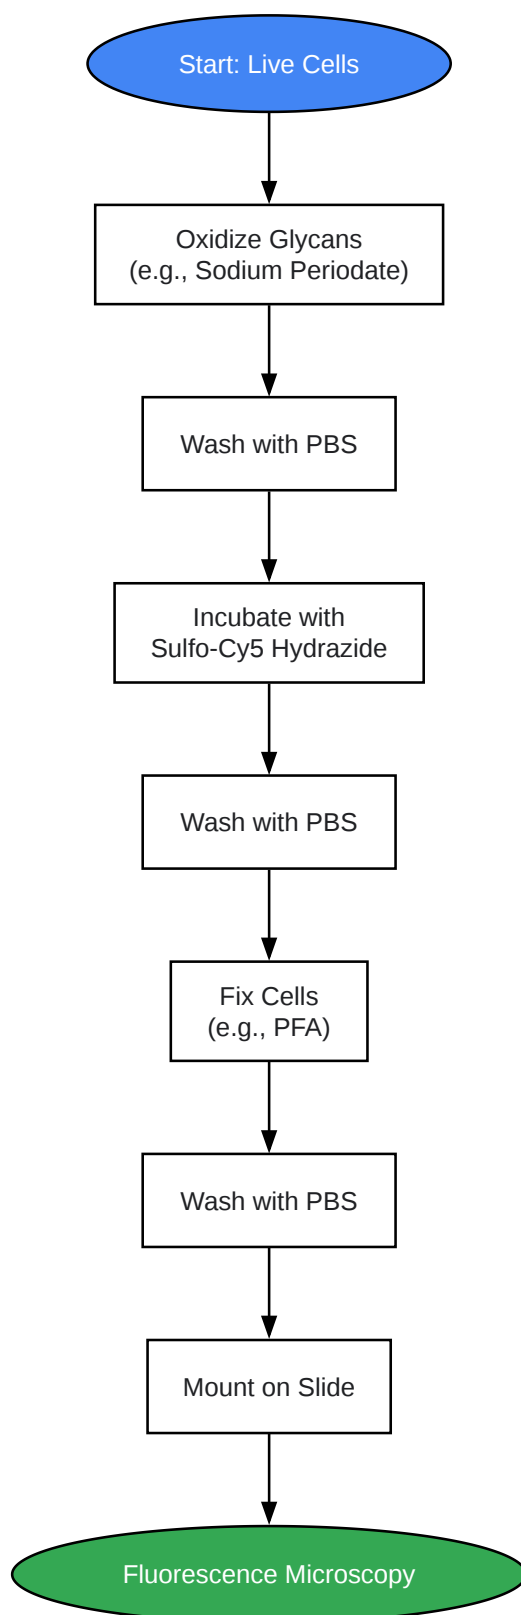 Start: Live Cells
Oxidize Glycans
(e.g., Sodium Periodate)
Wash with PBS
Incubate with
Sulfo-Cy5 Hydrazide
Wash with PBS
Fix Cells
(e.g., PFA)
Wash with PBS
Mount on Slide
Fluorescence Microscopy